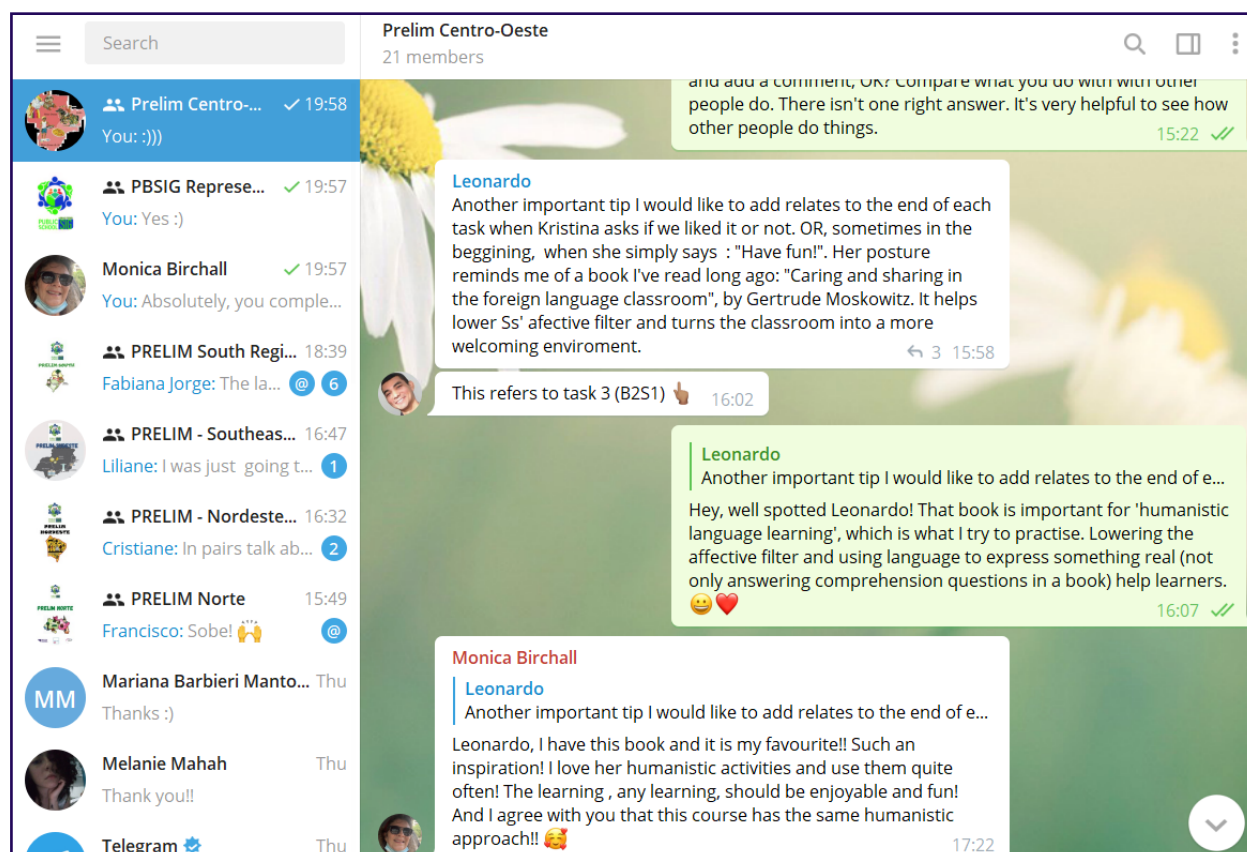 Search
Prelim Centro-... 19:58
You: :)))
PBSIG Represe... 19:57
You: Yes :)
Monica Birchall 19:57
You: Absolutely, you comple...
PRELIM South Regi... 18:39
Fabiana Jorge: The la... @ 6
PRELIM - Southeas... 16:47
Liliane: I was just going t... 1
PRELIM - Nordeste... 16:32
Cristiane: In pairs talk ab... 2
PRELIM Norte 15:49
Francisco: Sobe! 🙌 @
MM
Mariana Barbieri Manto... Thu
Thanks :)
Melanie Mahah Thu
Thank you!!
Telegram Thu
Prelim Centro-Oeste
21 members
and add a comment, OK? Compare what you do with with other
people do. There isn't one right answer. It's very helpful to see how
other people do things.
15:22
Leonardo
Another important tip I would like to add relates to the end of each
task when Kristina asks if we liked it or not. OR, sometimes in the
beggining, when she simply says : "Have fun!". Her posture
reminds me of a book I've read long ago: "Caring and sharing in
the foreign language classroom", by Gertrude Moskowitz. It helps
lower Ss' afective filter and turns the classroom into a more
welcoming enviroment.
3 15:58
This refers to task 3 (B2S1) 👆🏽 16:02
Leonardo
Another important tip I would like to add relates to the end of e...
Hey, well spotted Leonardo! That book is important for 'humanistic
language learning', which is what I try to practise. Lowering the
affective filter and using language to express something real (not
only answering comprehension questions in a book) help learners.
😀❤️ 16:07
Monica Birchall
Leonardo
Another important tip I would like to add relates to the end of e...
Leonardo, I have this book and it is my favourite!! Such an
inspiration! I love her humanistic activities and use them quite
often! The learning , any learning, should be enjoyable and fun!
And I agree with you that this course has the same humanistic
approach!! 🥰
17:22